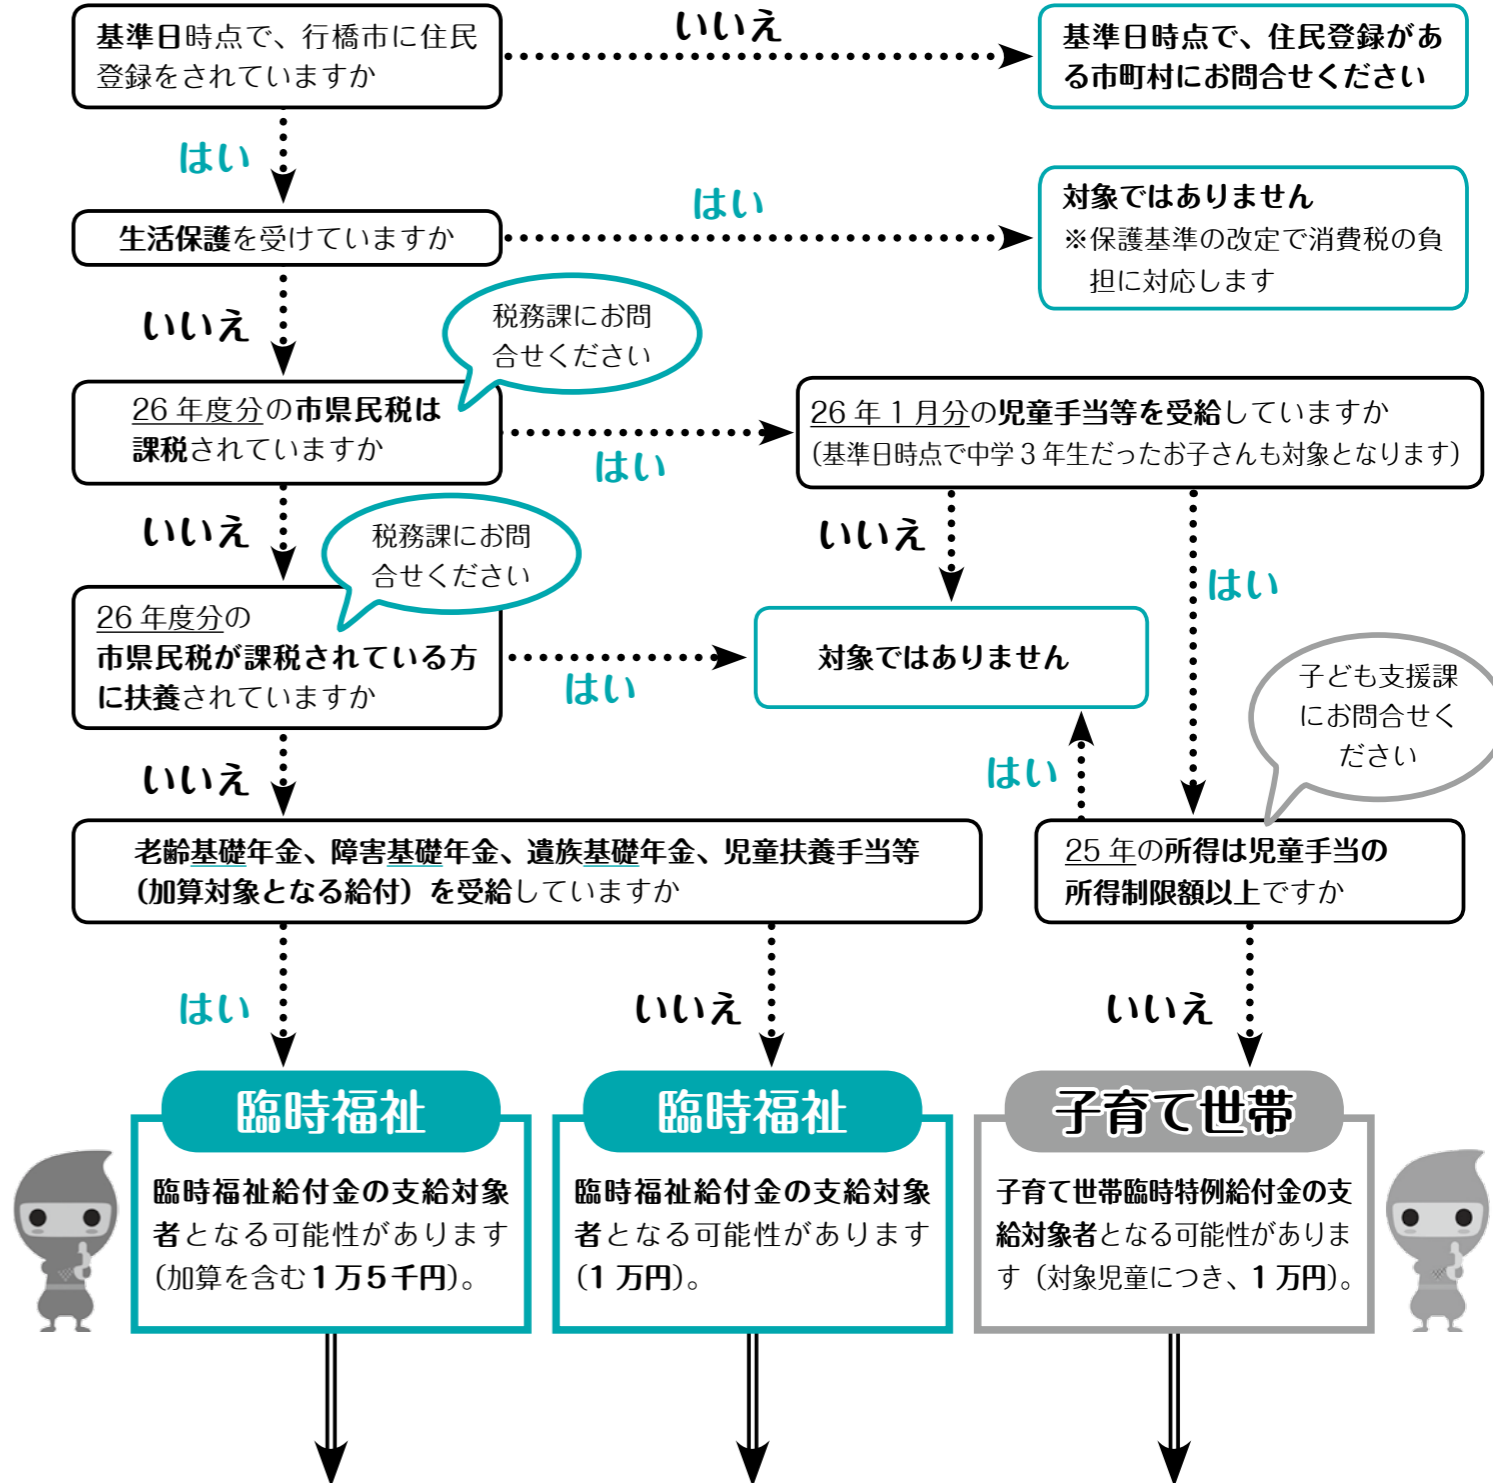 基準日時点で、行橋市に住民
登録をされていますか
いいえ
基準日時点で、住民登録があ
る市町村にお問合せください
はい
生活保護を受けていますか
はい
対象ではありません
※保護基準の改定で消費税の負
担に対応します
いいえ
税務課にお問
合せください
26 年度分の市県民税は
課税されていますか
はい
26 年 1 月分の児童手当等を受給していますか
（基準日時点で中学 3 年生だったお子さんも対象となります）
いいえ
税務課にお問
合せください
いいえ
はい
26 年度分の
市県民税が課税されている方
に扶養されていますか
はい
対象ではありません
子ども支援課
にお問合せく
ださい
いいえ
はい
老齢基礎年金、障害基礎年金、遺族基礎年金、児童扶養手当等
（加算対象となる給付）を受給していますか
25 年の所得は児童手当の
所得制限額以上ですか
はい
いいえ
いいえ
臨時福祉
臨時福祉給付金の支給対象
者となる可能性があります
（加算を含む１万５千円）。
臨時福祉
臨時福祉給付金の支給対象
者となる可能性があります
（1 万円）。
子育て世帯
子育て世帯臨時特例給付金の支
給対象者となる可能性がありま
す（対象児童につき、1 万円）。